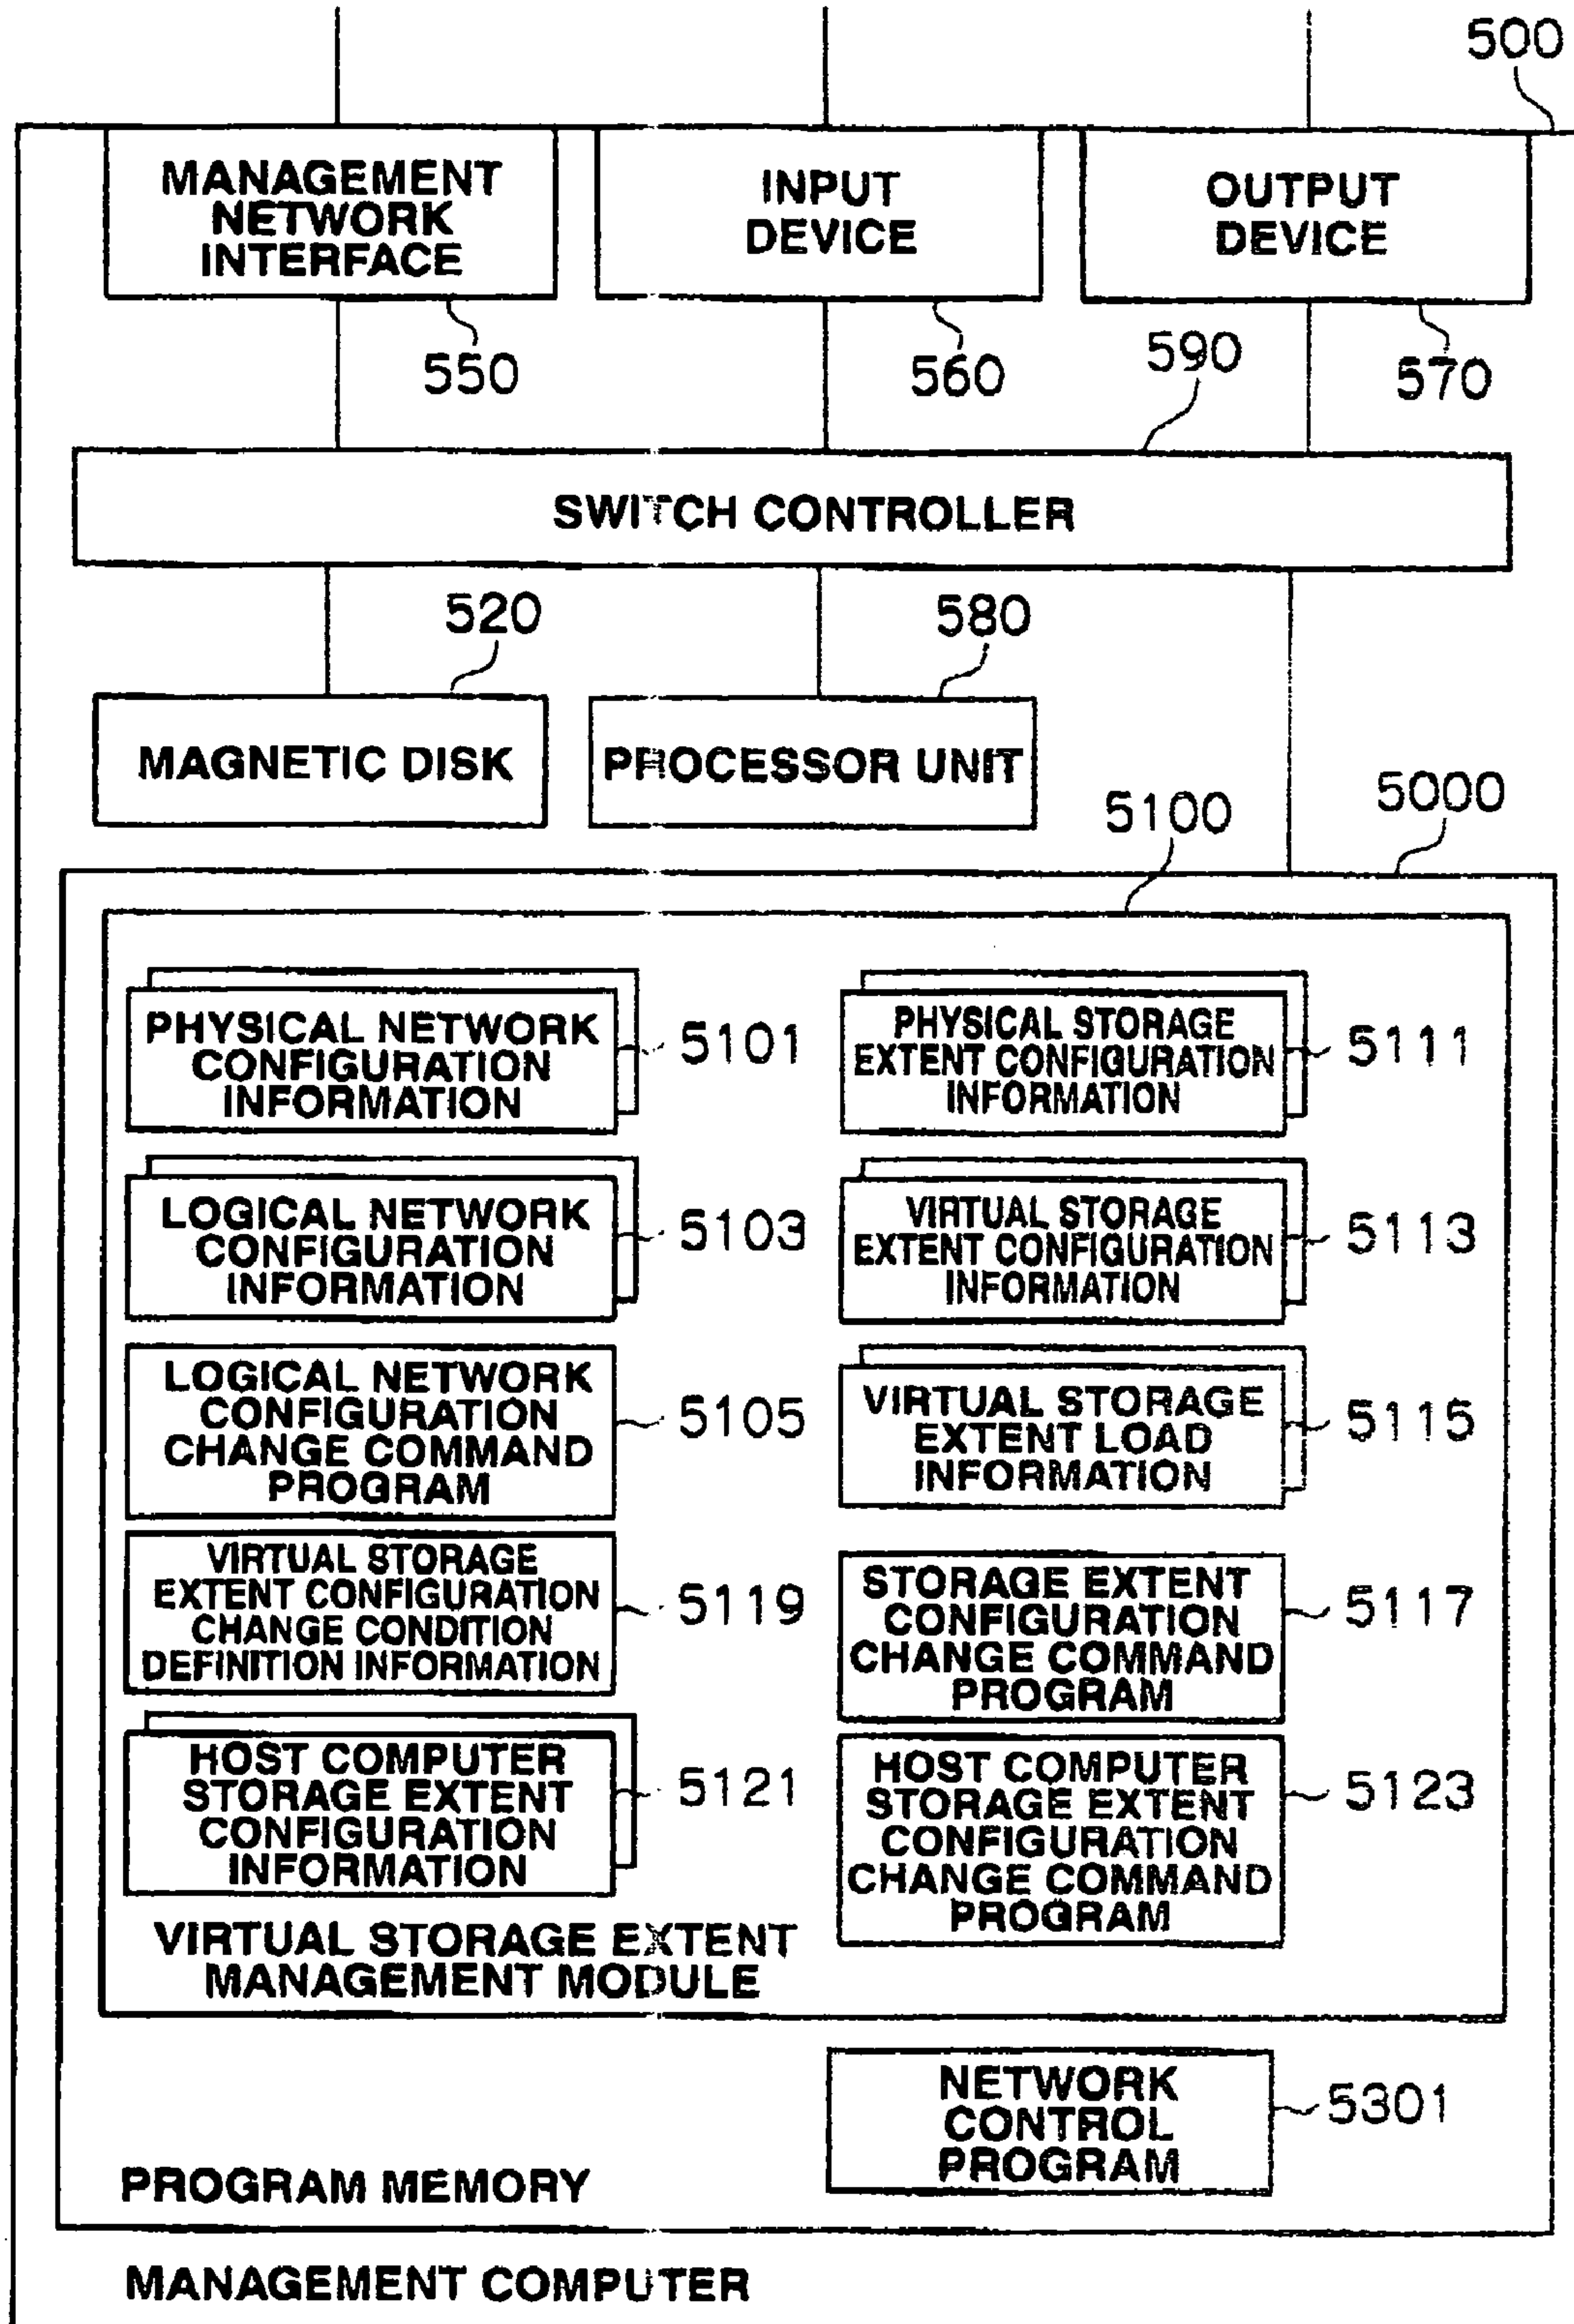 500
MANAGEMENT
NETWORK
INTERFACE
INPUT
DEVICE
OUTPUT
DEVICE
550
560
590
570
SWITCH CONTROLLER
520
580
MAGNETIC DISK
PROCESSOR UNIT
5100
5000
PHYSICAL NETWORK
CONFIGURATION
INFORMATION
5101
PHYSICAL STORAGE
EXTENT CONFIGURATION
INFORMATION
5111
LOGICAL NETWORK
CONFIGURATION
INFORMATION
5103
VIRTUAL STORAGE
EXTENT CONFIGURATION
INFORMATION
5113
LOGICAL NETWORK
CONFIGURATION
CHANGE COMMAND
PROGRAM
5105
VIRTUAL STORAGE
EXTENT LOAD
INFORMATION
5115
VIRTUAL STORAGE
EXTENT CONFIGURATION
CHANGE CONDITION
DEFINITION INFORMATION
5119
STORAGE EXTENT
CONFIGURATION
CHANGE COMMAND
PROGRAM
5117
HOST COMPUTER
STORAGE EXTENT
CONFIGURATION
INFORMATION
5121
HOST COMPUTER
STORAGE EXTENT
CONFIGURATION
CHANGE COMMAND
PROGRAM
5123
VIRTUAL STORAGE EXTENT
MANAGEMENT MODULE
NETWORK
CONTROL
PROGRAM
5301
PROGRAM MEMORY
MANAGEMENT COMPUTER